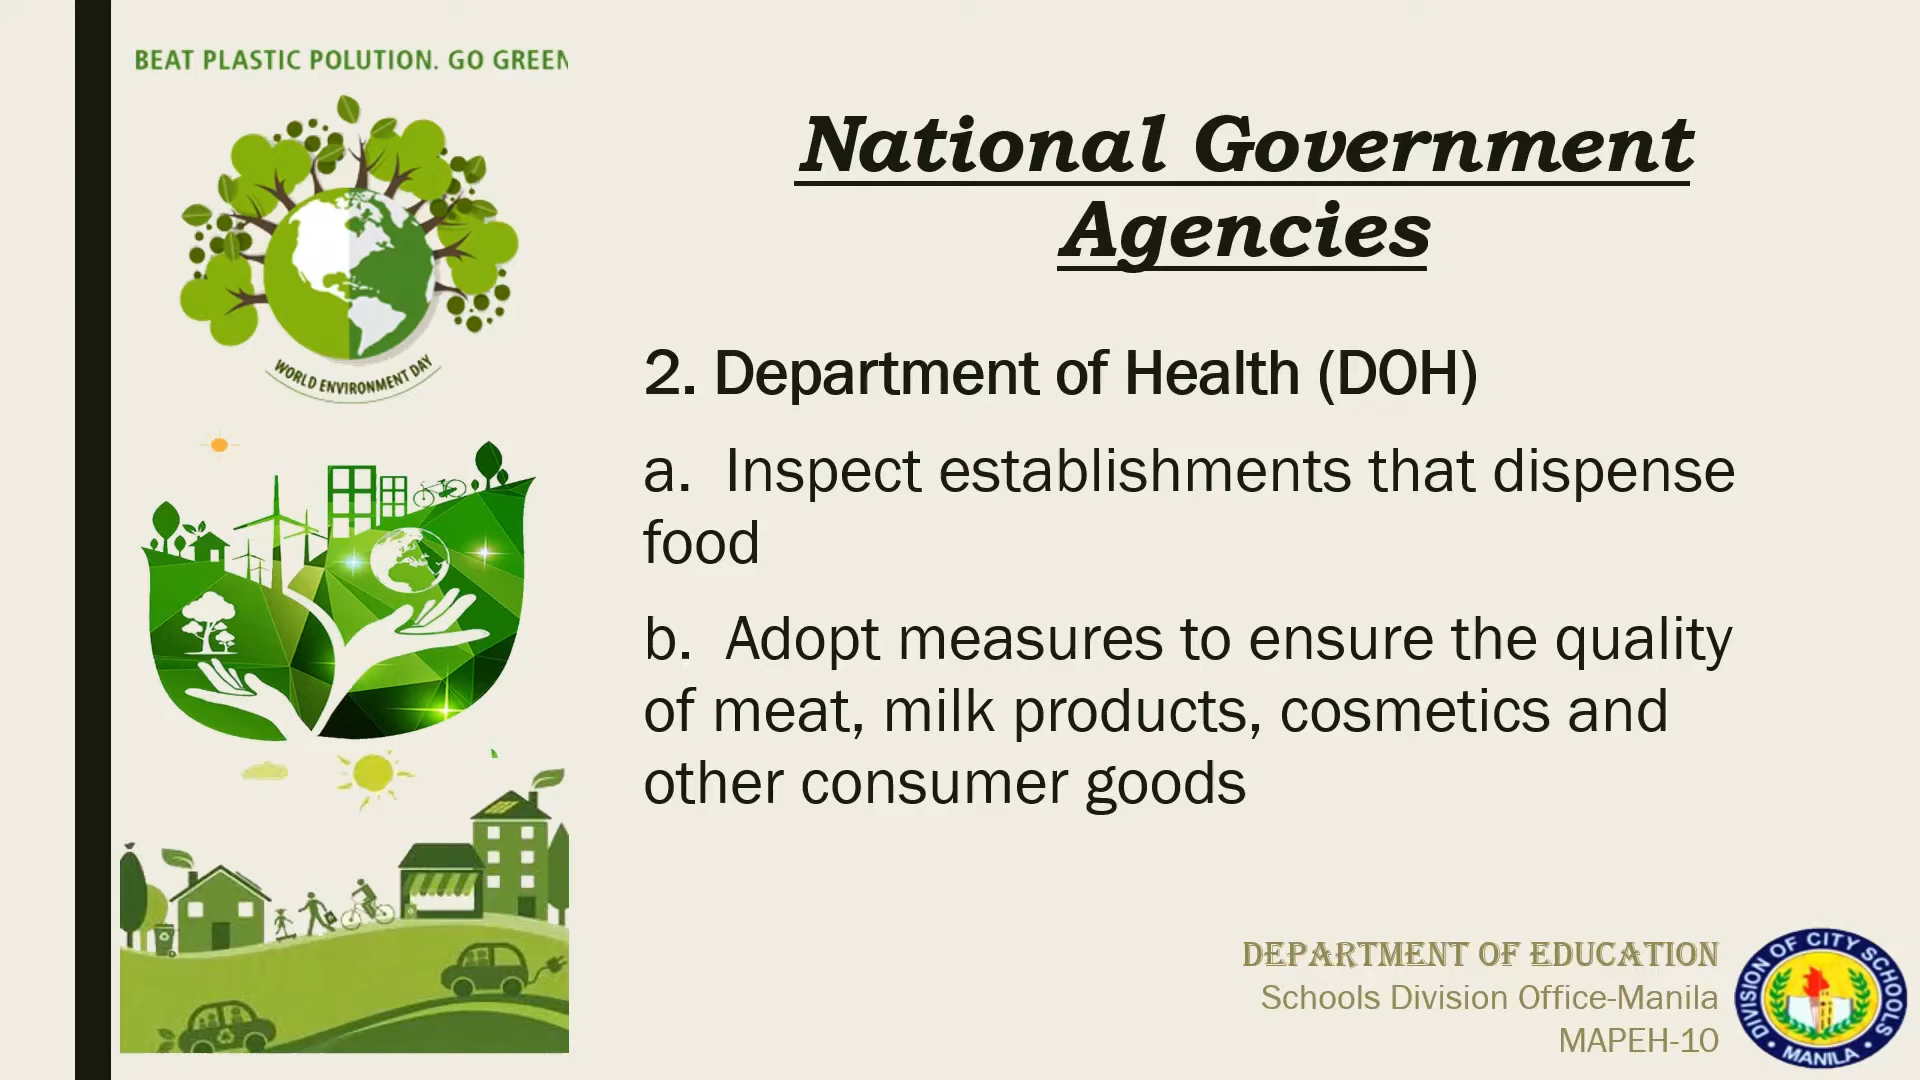 BEAT PLASTIC POLUTION. GO GREEN
WORLD ENVIRONMENT DAY
National Government
Agencies
2. Department of Health (DOH)
a. Inspect establishments that dispense
food
b. Adopt measures to ensure the quality
of meat, milk products, cosmetics and
other consumer goods
DEPARTMENT OF EDUCATION
Schools Division Office-Manila
MAPEH-10
DIVISION OF CITY SCHOOLS
• MANILA •